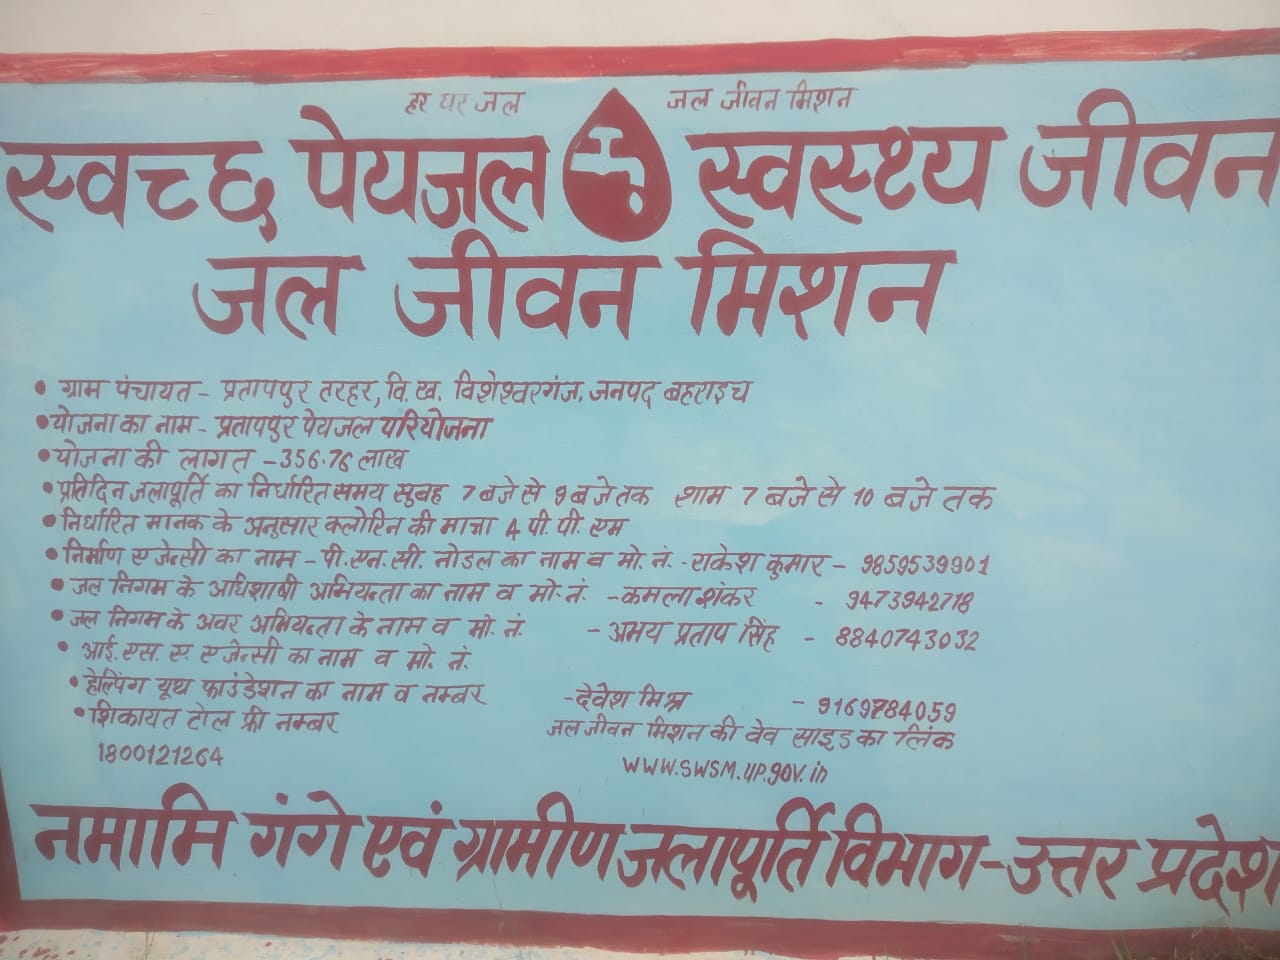 हर घर जल जल जीवन मिशन
स्वच्छ पेयजल स्वस्थ्य जीवन
जल जीवन मिशन
• ग्राम पंचायत - प्रतापपुर तरहर, वि.ख. विशेश्वरगंज, जनपद बहराइच
• योजना का नाम - प्रतापपुर पेयजल परियोजना
• योजना की लागत - 356.76 लाख
• प्रतिदिन जलापूर्ति का निर्धारित समय सुबह 7 बजे से 9 बजे तक शाम 7 बजे से 10 बजे तक
• निर्धारित मानक के अनुसार क्लोरिन की मात्रा 4 पी. पी. एम
• निर्माण एजेन्सी का नाम - पी.एन.सी. नोडल का नाम व मो. नं. - राकेश कुमार - 9859539901
• जल निगम के अधिशाषी अभियन्ता का नाम व मो. नं. - कमला शंकर - 9473942718
• जल निगम के अवर अभियन्ता के नाम व मो. नं. - अभय प्रताप सिंह - 8840743032
• आई. एस. ए. एजेन्सी का नाम व मो. नं.
• हेल्पिंग यूथ फाउंडेशन का नाम व नम्बर - देवेश मिश्र - 9169784059
• शिकायत टोल फ्री नम्बर जल जीवन मिशन की वेव साइड का लिंक
1800121264 www.swsm.up.gov.in
नमामि गंगे एवं ग्रामीण जलापूर्ति विभाग - उत्तर प्रदेश